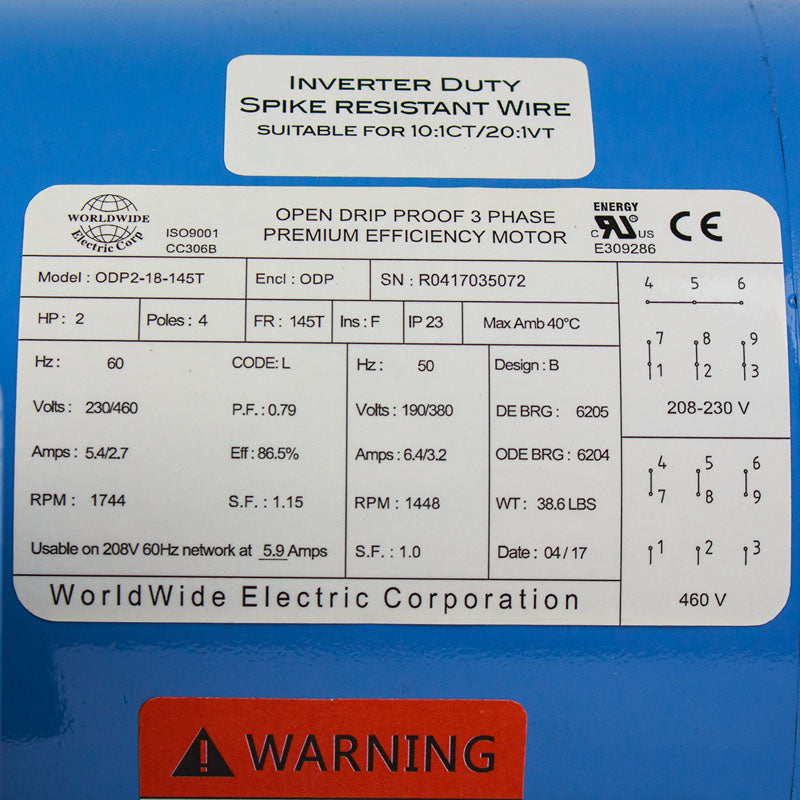 INVERTER DUTY
SPIKE RESISTANT WIRE
SUITABLE FOR 10:1CT/20:1VT
WORLDWIDE
Electric Corp
ISO9001
CC306B
OPEN DRIP PROOF 3 PHASE
PREMIUM EFFICIENCY MOTOR
ENERGY
C UR US
E309286
CE
Model : ODP2-18-145T Encl : ODP SN : R0417035072
HP : 2 Poles : 4 FR : 145T Ins : F IP 23 Max Amb 40°C
Hz : 60 CODE: L Hz : 50 Design : B
Volts : 230/460 P.F. : 0.79 Volts : 190/380 DE BRG : 6205
Amps : 5.4/2.7 Eff : 86.5% Amps : 6.4/3.2 ODE BRG : 6204
RPM : 1744 S.F. : 1.15 RPM : 1448 WT : 38.6 LBS
Usable on 208V 60Hz network at 5.9 Amps S.F. : 1.0 Date : 04/17
4 5 6
7 8 9
1 2 3
208-230 V
4 5 6
7 8 9
1 2 3
460 V
WorldWide Electric Corporation
WARNING